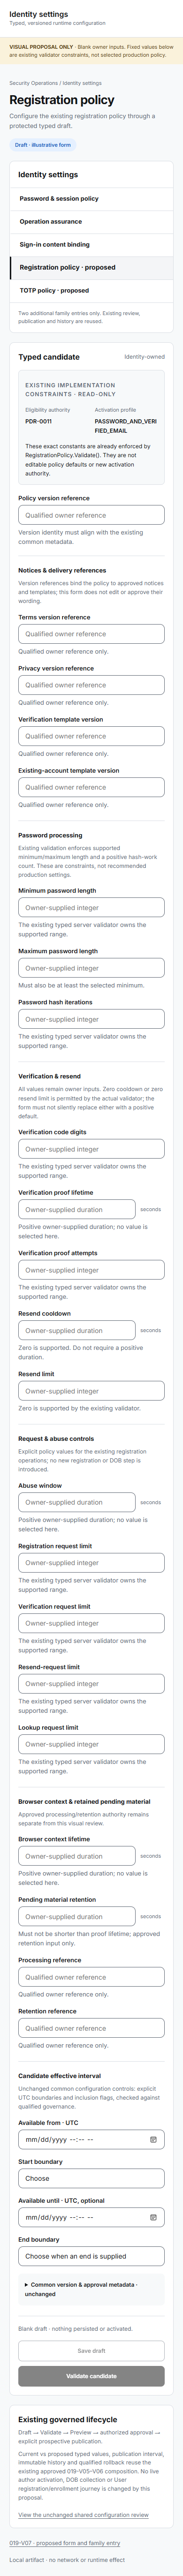 Identity settings
Typed, versioned runtime configuration
VISUAL PROPOSAL ONLY · Blank owner inputs. Fixed values below
are existing validator constraints, not selected production policy.
Security Operations / Identity settings
Registration policy
Configure the existing registration policy through a
protected typed draft.
Draft · illustrative form
Identity settings
Password & session policy
Operation assurance
Sign-in content binding
Registration policy · proposed
TOTP policy · proposed
Two additional family entries only. Existing review,
publication and history are reused.
Typed candidate
Identity-owned
EXISTING IMPLEMENTATION
CONSTRAINTS · READ-ONLY
Eligibility authority
PDR-0011
Activation profile
PASSWORD_AND_VERI
FIED_EMAIL
These exact constants are already enforced by
RegistrationPolicy.Validate(). They are not
editable policy defaults or new activation
authority.
Policy version reference
Qualified owner reference
Version identity must align with the existing
common metadata.
Notices & delivery references
Version references bind the policy to approved notices
and templates; this form does not edit or approve their
wording.
Terms version reference
Qualified owner reference
Qualified owner reference only.
Privacy version reference
Qualified owner reference
Qualified owner reference only.
Verification template version
Qualified owner reference
Qualified owner reference only.
Existing-account template version
Qualified owner reference
Qualified owner reference only.
Password processing
Existing validation enforces supported
minimum/maximum length and a positive hash-work
count. These are constraints, not recommended
production settings.
Minimum password length
Owner-supplied integer
The existing typed server validator owns the
supported range.
Maximum password length
Owner-supplied integer
Must also be at least the selected minimum.
Password hash iterations
Owner-supplied integer
The existing typed server validator owns the
supported range.
Verification & resend
All values remain owner inputs. Zero cooldown or zero
resend limit is permitted by the actual validator; the
form must not silently replace either with a positive
default.
Verification code digits
Owner-supplied integer
The existing typed server validator owns the
supported range.
Verification proof lifetime
Owner-supplied duration
seconds
Positive owner-supplied duration; no value is
selected here.
Verification proof attempts
Owner-supplied integer
The existing typed server validator owns the
supported range.
Resend cooldown
Owner-supplied duration
seconds
Zero is supported. Do not require a positive
duration.
Resend limit
Owner-supplied integer
Zero is supported by the existing validator.
Request & abuse controls
Explicit policy values for the existing registration
operations; no new registration or DOB step is
introduced.
Abuse window
Owner-supplied duration
seconds
Positive owner-supplied duration; no value is
selected here.
Registration request limit
Owner-supplied integer
The existing typed server validator owns the
supported range.
Verification request limit
Owner-supplied integer
The existing typed server validator owns the
supported range.
Resend-request limit
Owner-supplied integer
The existing typed server validator owns the
supported range.
Lookup request limit
Owner-supplied integer
The existing typed server validator owns the
supported range.
Browser context & retained pending material
Approved processing/retention authority remains
separate from this visual review.
Browser context lifetime
Owner-supplied duration
seconds
Positive owner-supplied duration; no value is
selected here.
Pending material retention
Owner-supplied duration
seconds
Must not be shorter than proof lifetime; approved
retention input only.
Processing reference
Qualified owner reference
Qualified owner reference only.
Retention reference
Qualified owner reference
Qualified owner reference only.
Candidate effective interval
Unchanged common configuration controls: explicit
UTC boundaries and inclusion flags, checked against
qualified governance.
Available from · UTC
mm/dd/yyyy --:-- --
Start boundary
Choose
Available until · UTC, optional
mm/dd/yyyy --:-- --
End boundary
Choose when an end is supplied
▸ Common version & approval metadata ·
unchanged
Blank draft · nothing persisted or activated.
Save draft
Validate candidate
Existing governed lifecycle
Draft → Validate → Preview → authorized approval →
explicit prospective publication.
Current vs proposed typed values, publication interval,
immutable history and qualified rollback reuse the
existing approved 019-V05–V06 composition. No live
author activation, DOB collection or User
registration/enrollment journey is changed by this
proposal.
View the unchanged shared configuration review
019-V07 · proposed form and family entry
Local artifact · no network or runtime effect